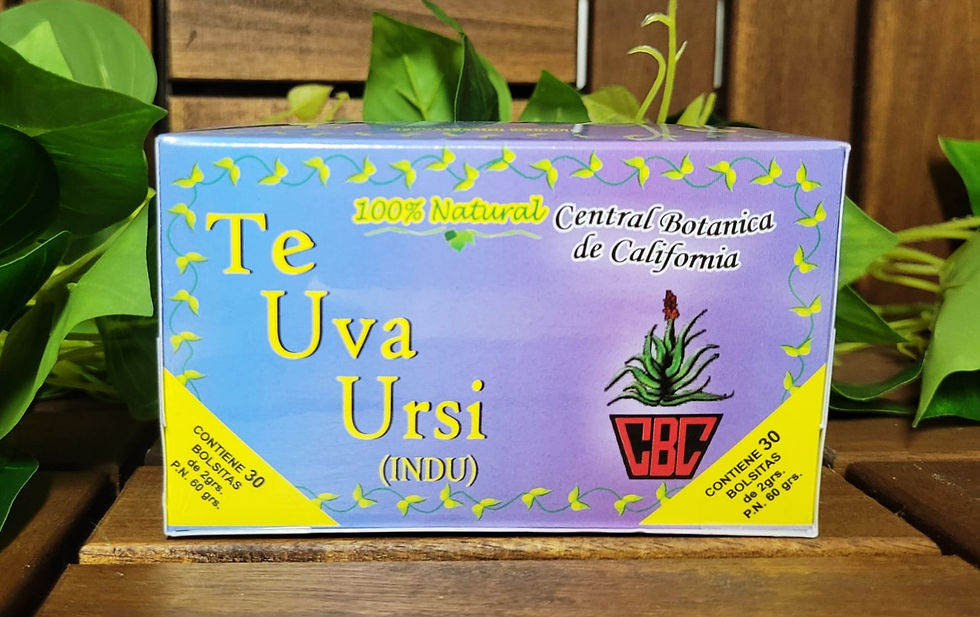 100% Natural
Central Botanica
de California
Te
Uva
Ursi
(INDU)
CBC
CONTIENE 30
BOLSITAS
de 2grs.
P.N. 60 grs.
CONTIENE 30
BOLSITAS
de 2grs.
P.N. 60 grs.